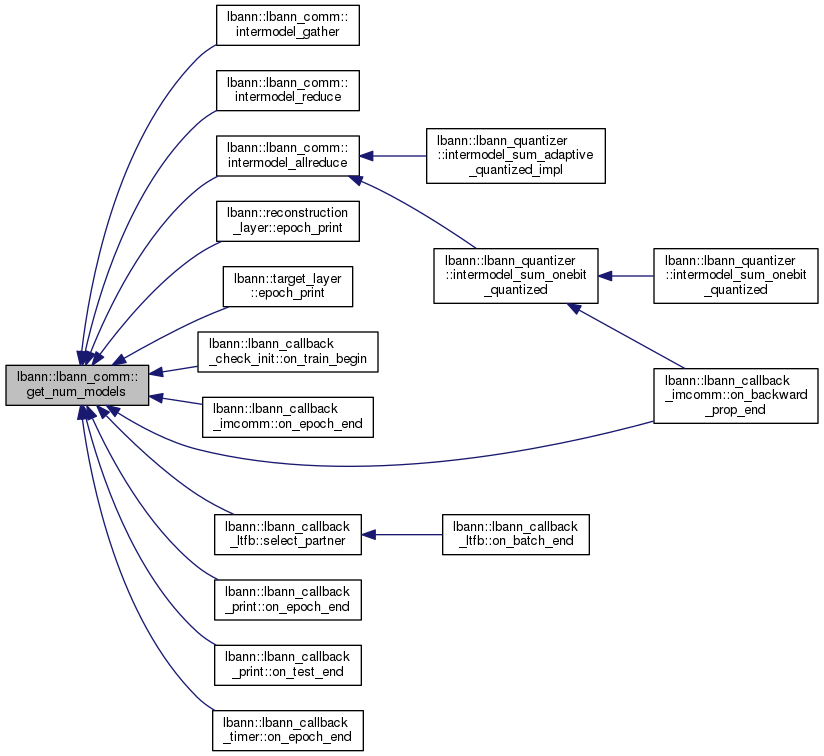 lbann::lbann_comm::
intermodel_gather
lbann::lbann_comm::
intermodel_reduce
lbann::lbann_comm::
intermodel_allreduce
lbann::lbann_quantizer
::intermodel_sum_adaptive
_quantized_impl
lbann::reconstruction
_layer::epoch_print
lbann::lbann_quantizer
::intermodel_sum_onebit
_quantized
lbann::lbann_quantizer
::intermodel_sum_onebit
_quantized
lbann::target_layer
::epoch_print
lbann::lbann_callback
_check_init::on_train_begin
lbann::lbann_comm::
get_num_models
lbann::lbann_callback
_imcomm::on_backward
_prop_end
lbann::lbann_callback
_imcomm::on_epoch_end
lbann::lbann_callback
_ltfb::select_partner
lbann::lbann_callback
_ltfb::on_batch_end
lbann::lbann_callback
_print::on_epoch_end
lbann::lbann_callback
_print::on_test_end
lbann::lbann_callback
_timer::on_epoch_end